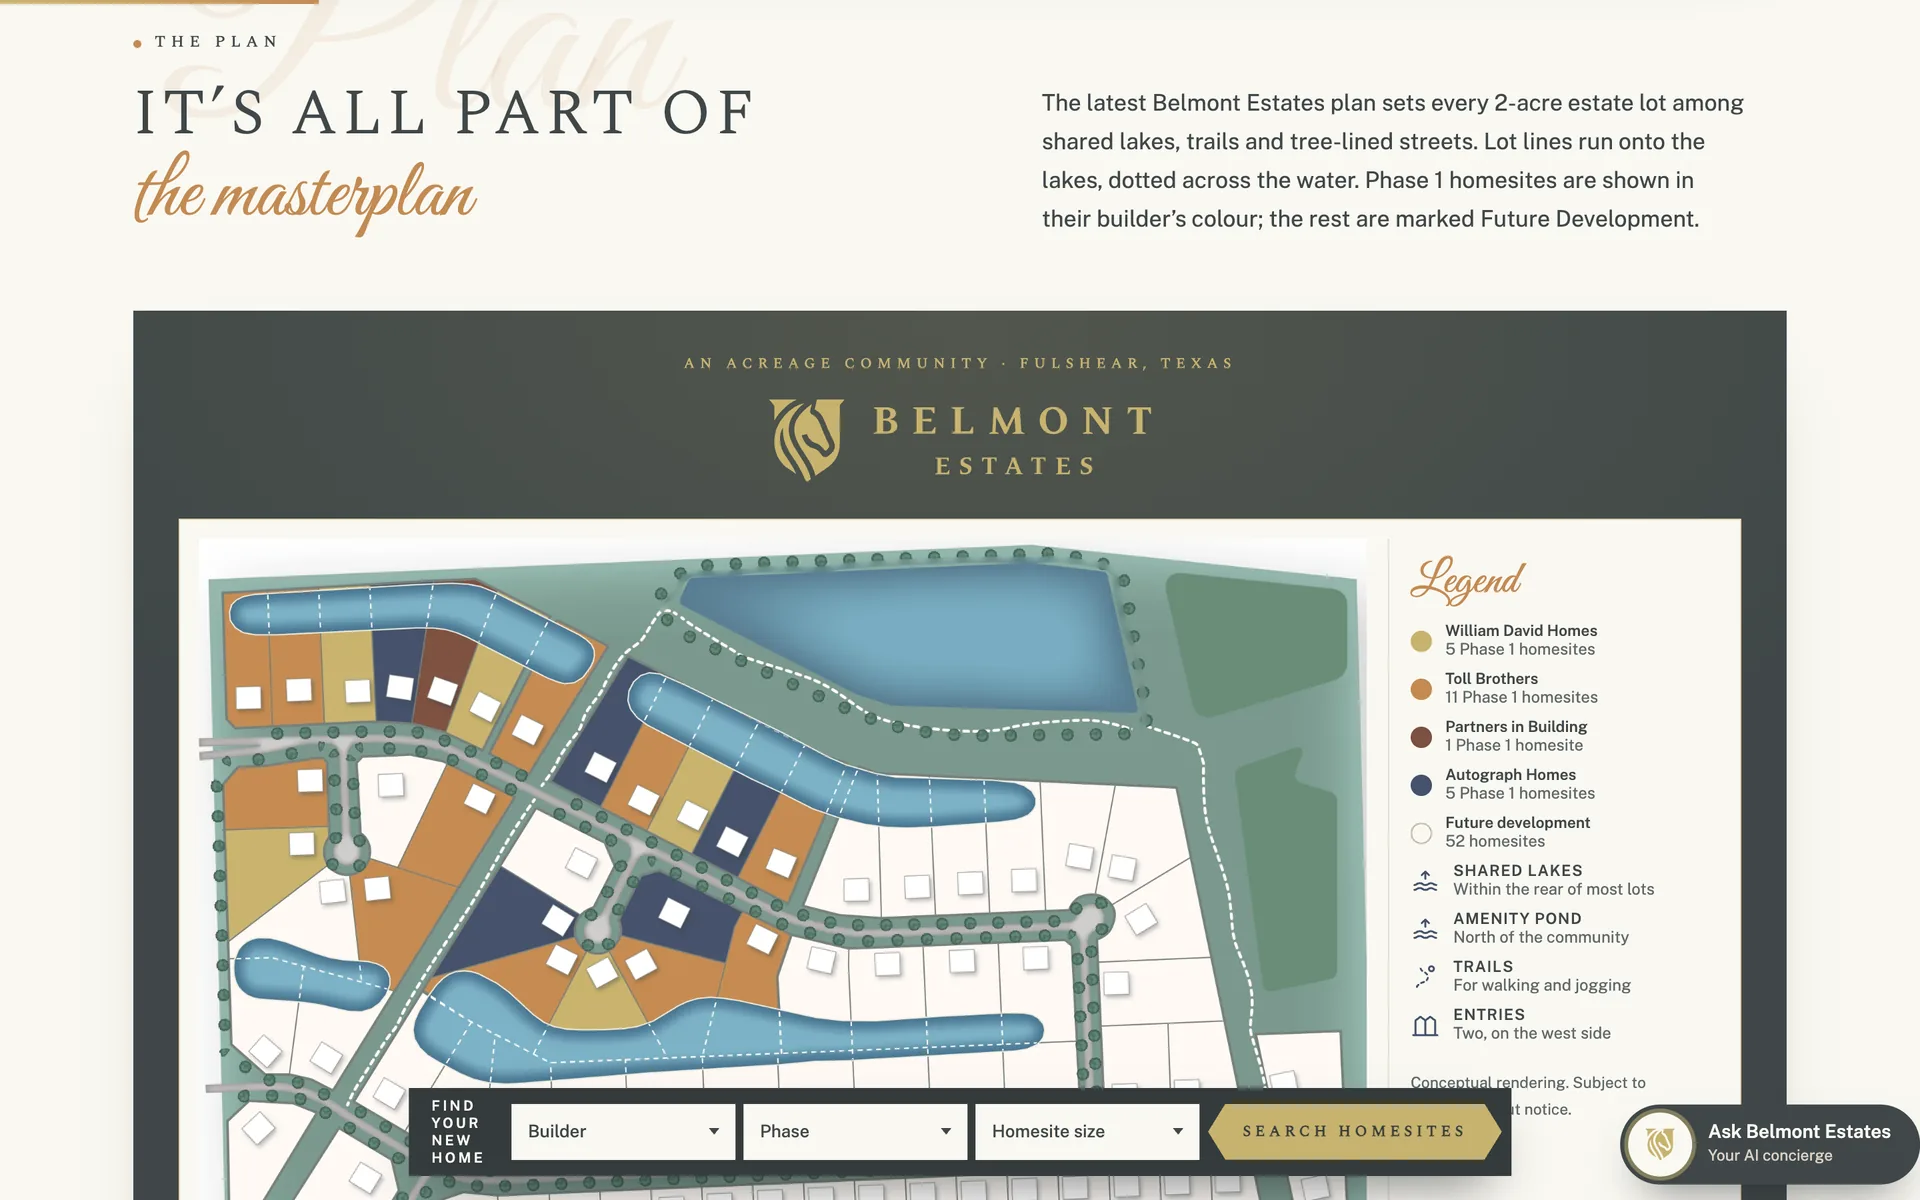 Plan
THE PLAN
IT′S ALL PART OF
the masterplan
The latest Belmont Estates plan sets every 2-acre estate lot among
shared lakes, trails and tree-lined streets. Lot lines run onto the
lakes, dotted across the water. Phase 1 homesites are shown in
their builder’s colour; the rest are marked Future Development.
AN ACREAGE COMMUNITY · FULSHEAR, TEXAS
BELMONT
ESTATES
Legend
William David Homes
5 Phase 1 homesites
Toll Brothers
11 Phase 1 homesites
Partners in Building
1 Phase 1 homesite
Autograph Homes
5 Phase 1 homesites
Future development
52 homesites
SHARED LAKES
Within the rear of most lots
AMENITY POND
North of the community
TRAILS
For walking and jogging
ENTRIES
Two, on the west side
Conceptual rendering. Subject to
notice.
FIND
YOUR
NEW
HOME
Builder
Phase
Homesite size
SEARCH HOMESITES
Ask Belmont Estates
Your AI concierge